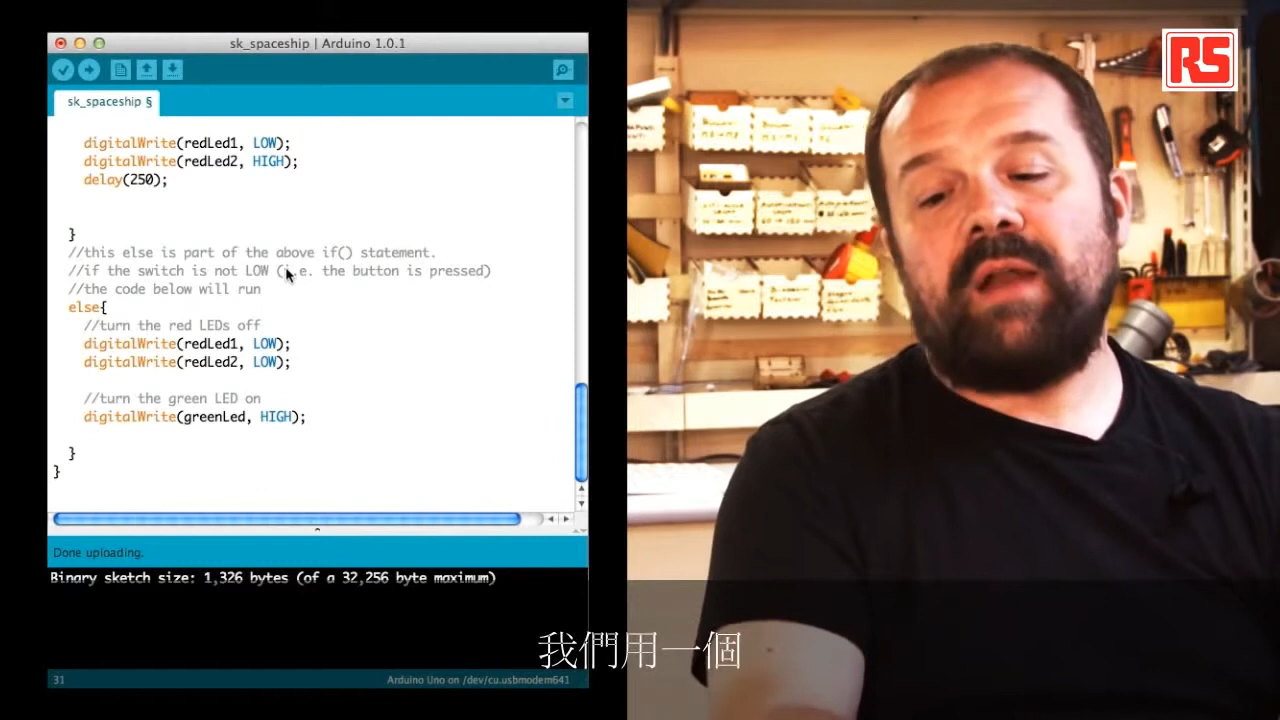 sk_spaceship | Arduino 1.0.1
sk_spaceship §
digitalWrite(redLed1, LOW);
digitalWrite(redLed2, HIGH);
delay(250);
}
//this else is part of the above if() statement.
//if the switch is not LOW (i.e. the button is pressed)
//the code below will run
else{
//turn the red LEDs off
digitalWrite(redLed1, LOW);
digitalWrite(redLed2, LOW);
//turn the green LED on
digitalWrite(greenLed, HIGH);
}
}
Done uploading.
Binary sketch size: 1,326 bytes (of a 32,256 byte maximum)
31
Arduino Uno on /dev/cu.usbmodem641
RS
我們用一個